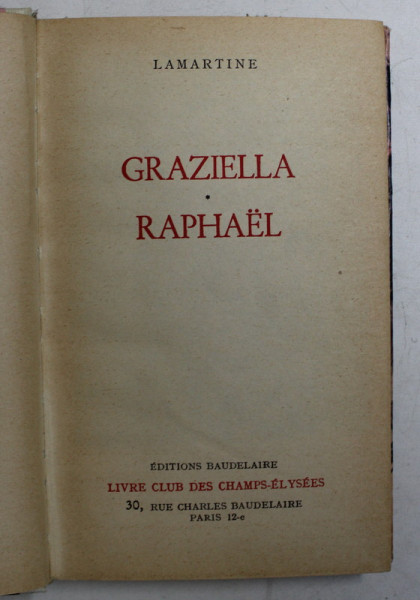 LAMARTINE
GRAZIELLA
•
RAPHAËL
ÉDITIONS BAUDELAIRE
LIVRE CLUB DES CHAMPS-ÉLYSÉES
30, RUE CHARLES BAUDELAIRE
PARIS 12-e